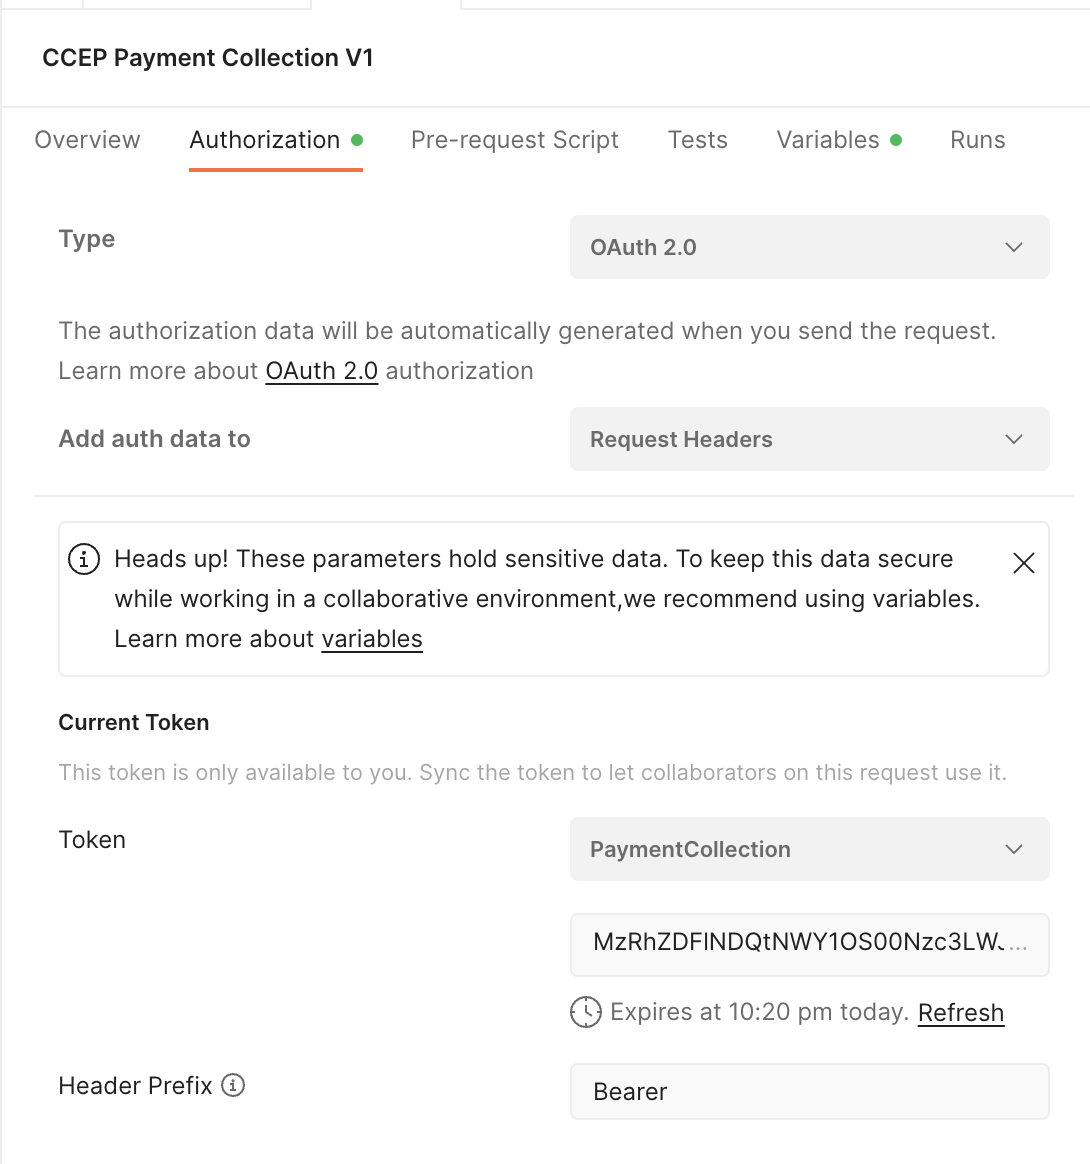 CCEP Payment Collection V1
Overview Authorization Pre-request Script Tests Variables Runs
Type
OAuth 2.0
The authorization data will be automatically generated when you send the request.
Learn more about OAuth 2.0 authorization
Add auth data to
Request Headers
Heads up! These parameters hold sensitive data. To keep this data secure
while working in a collaborative environment,we recommend using variables.
Learn more about variables
Current Token
This token is only available to you. Sync the token to let collaborators on this request use it.
Token
PaymentCollection
MzRhZDFlNDQtNWY1OS00Nzc3LWJ...
Expires at 10:20 pm today. Refresh
Header Prefix
Bearer